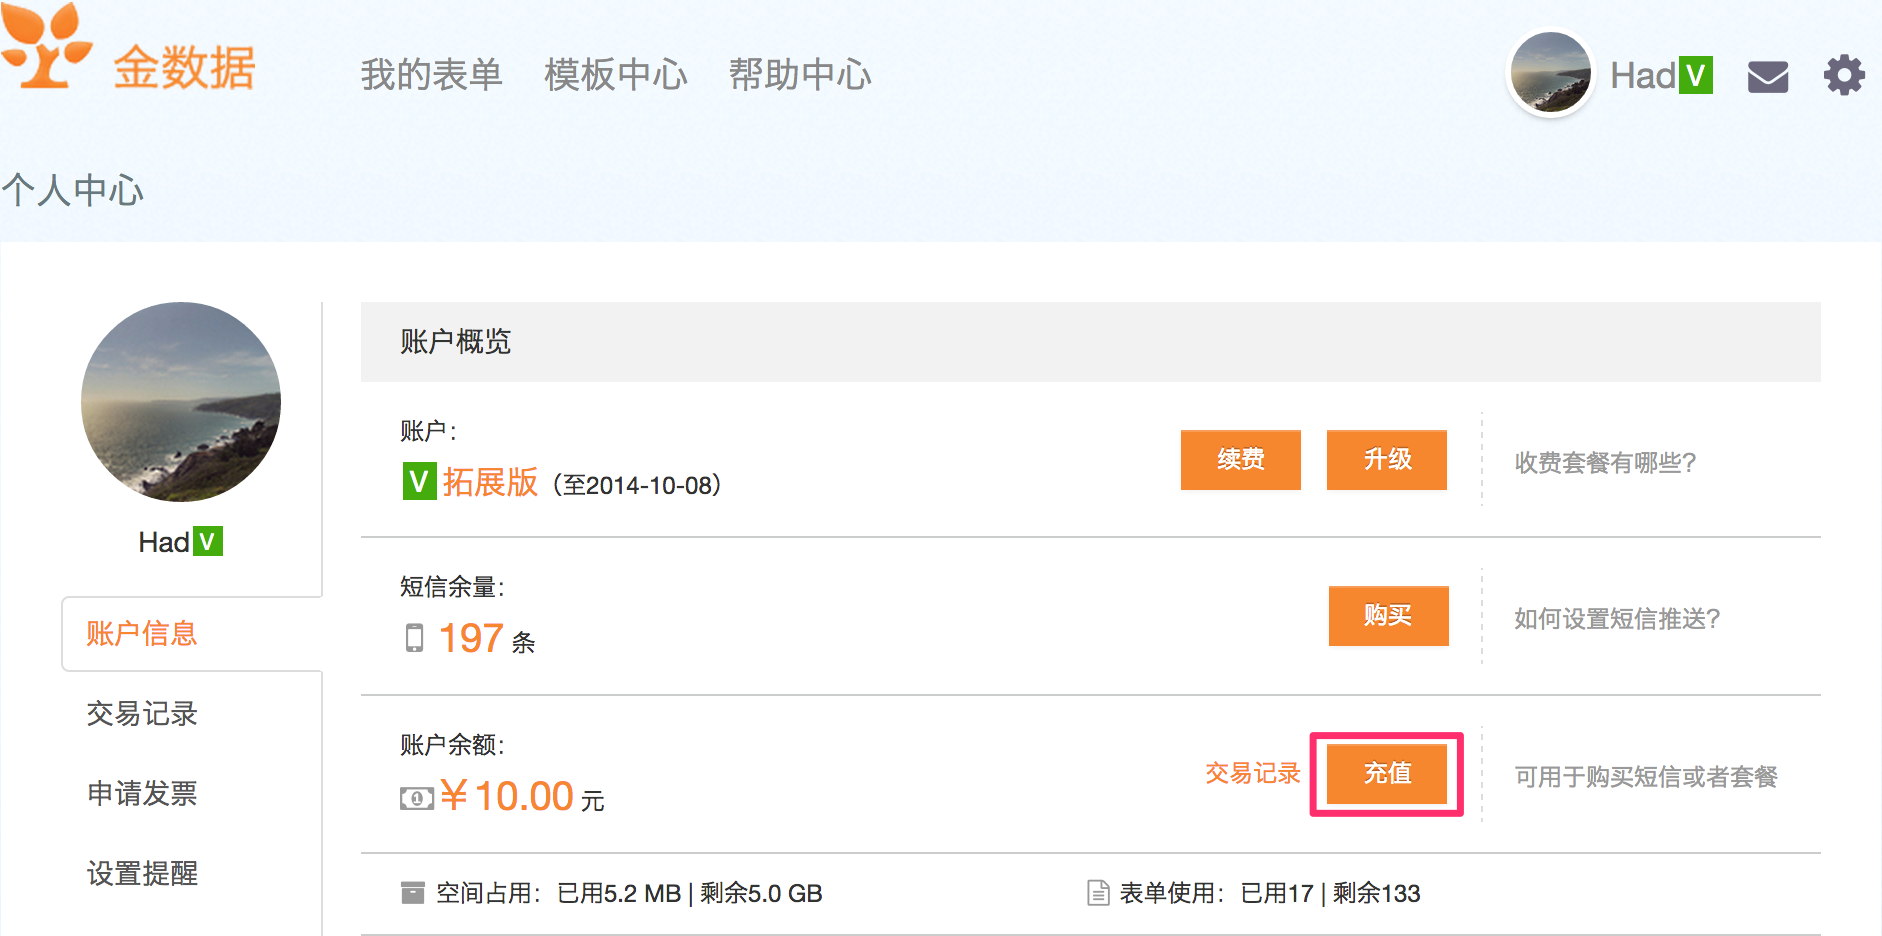 金数据 我的表单 模板中心 帮助中心 Had V
个人中心
Had V
账户信息
交易记录
申请发票
设置提醒
账户概览
账户：
V 拓展版（至2014-10-08） 续费 升级 收费套餐有哪些?
短信余量：
197 条 购买 如何设置短信推送?
账户余额：
¥10.00 元 交易记录 充值 可用于购买短信或者套餐
空间占用： 已用5.2 MB | 剩余5.0 GB 表单使用： 已用17 | 剩余133